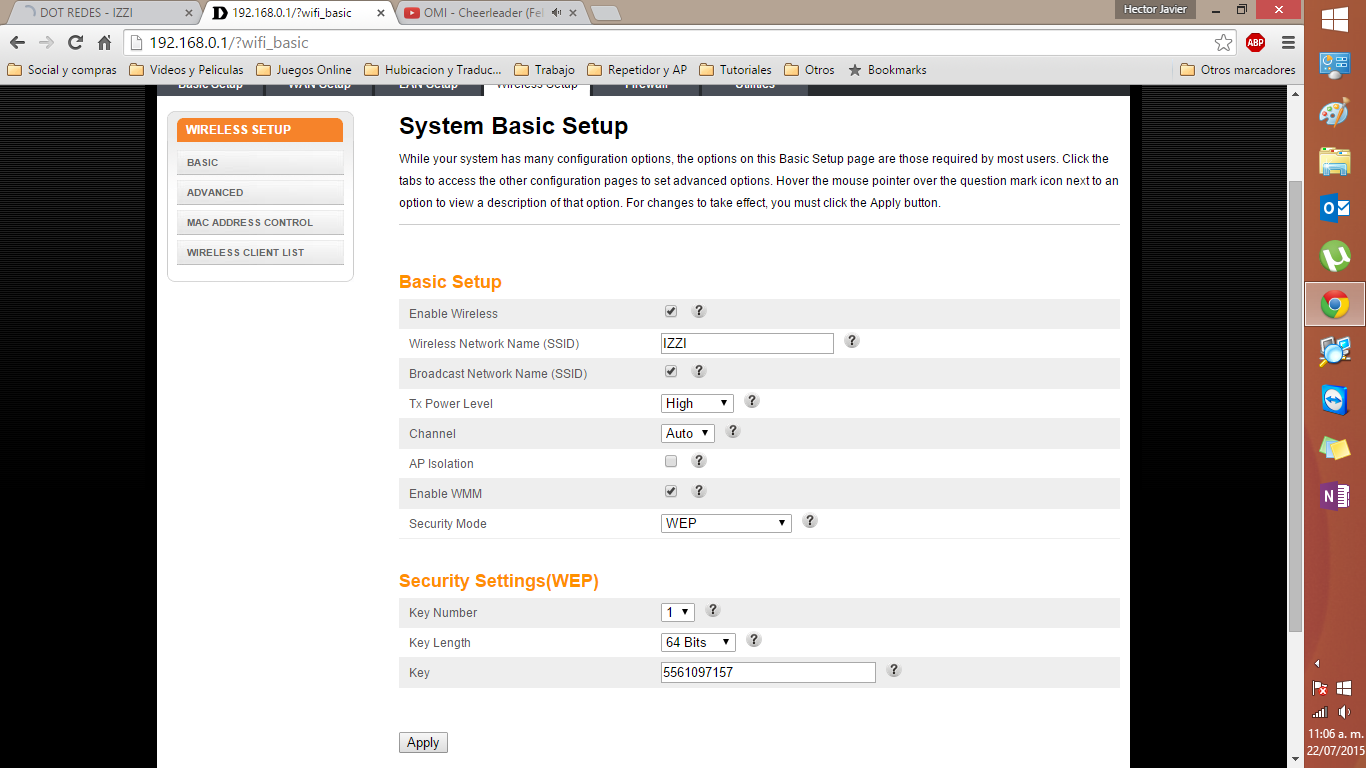 DOT REDES - IZZI
192.168.0.1/?wifi_basic
OMI - Cheerleader (Fel
Hector Javier
192.168.0.1/?wifi_basic
ABP
Social y compras
Videos y Peliculas
Juegos Online
Hubicacion y Traduc...
Trabajo
Repetidor y AP
Tutoriales
Otros
Bookmarks
Otros marcadores
Basic Setup
WAN Setup
LAN Setup
Wireless Setup
Firewall
Utilities
WIRELESS SETUP
BASIC
ADVANCED
MAC ADDRESS CONTROL
WIRELESS CLIENT LIST
System Basic Setup
While your system has many configuration options, the options on this Basic Setup page are those required by most users. Click the
tabs to access the other configuration pages to set advanced options. Hover the mouse pointer over the question mark icon next to an
option to view a description of that option. For changes to take effect, you must click the Apply button.
Basic Setup
Enable Wireless ?
Wireless Network Name (SSID) IZZI ?
Broadcast Network Name (SSID) ?
Tx Power Level High ?
Channel Auto ?
AP Isolation ?
Enable WMM ?
Security Mode WEP ?
Security Settings(WEP)
Key Number 1 ?
Key Length 64 Bits ?
Key 5561097157 ?
Apply
11:06 a. m.
22/07/2015